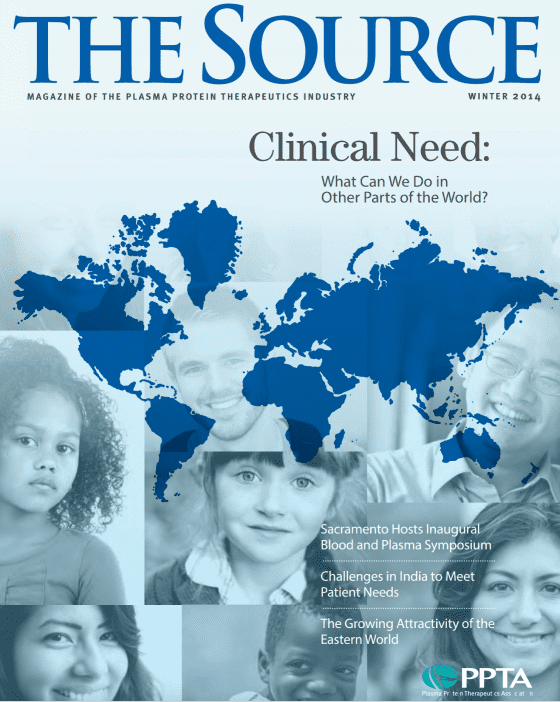 THE SOURCE
MAGAZINE OF THE PLASMA PROTEIN THERAPEUTICS INDUSTRY
WINTER 2014
Clinical Need:
What Can We Do in
Other Parts of the World?
Sacramento Hosts Inaugural
Blood and Plasma Symposium
Challenges in India to Meet
Patient Needs
The Growing Attractivity of the
Eastern World
PPTA
Plasma